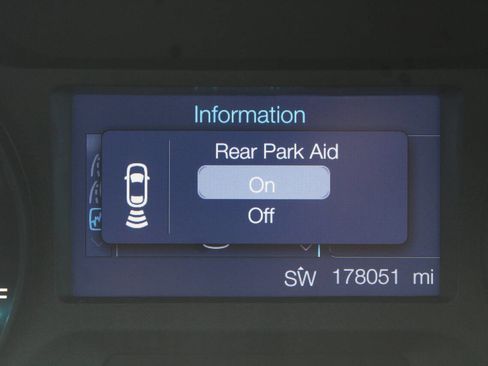 Information
Rear Park Aid
On
Off
SW 178051 mi